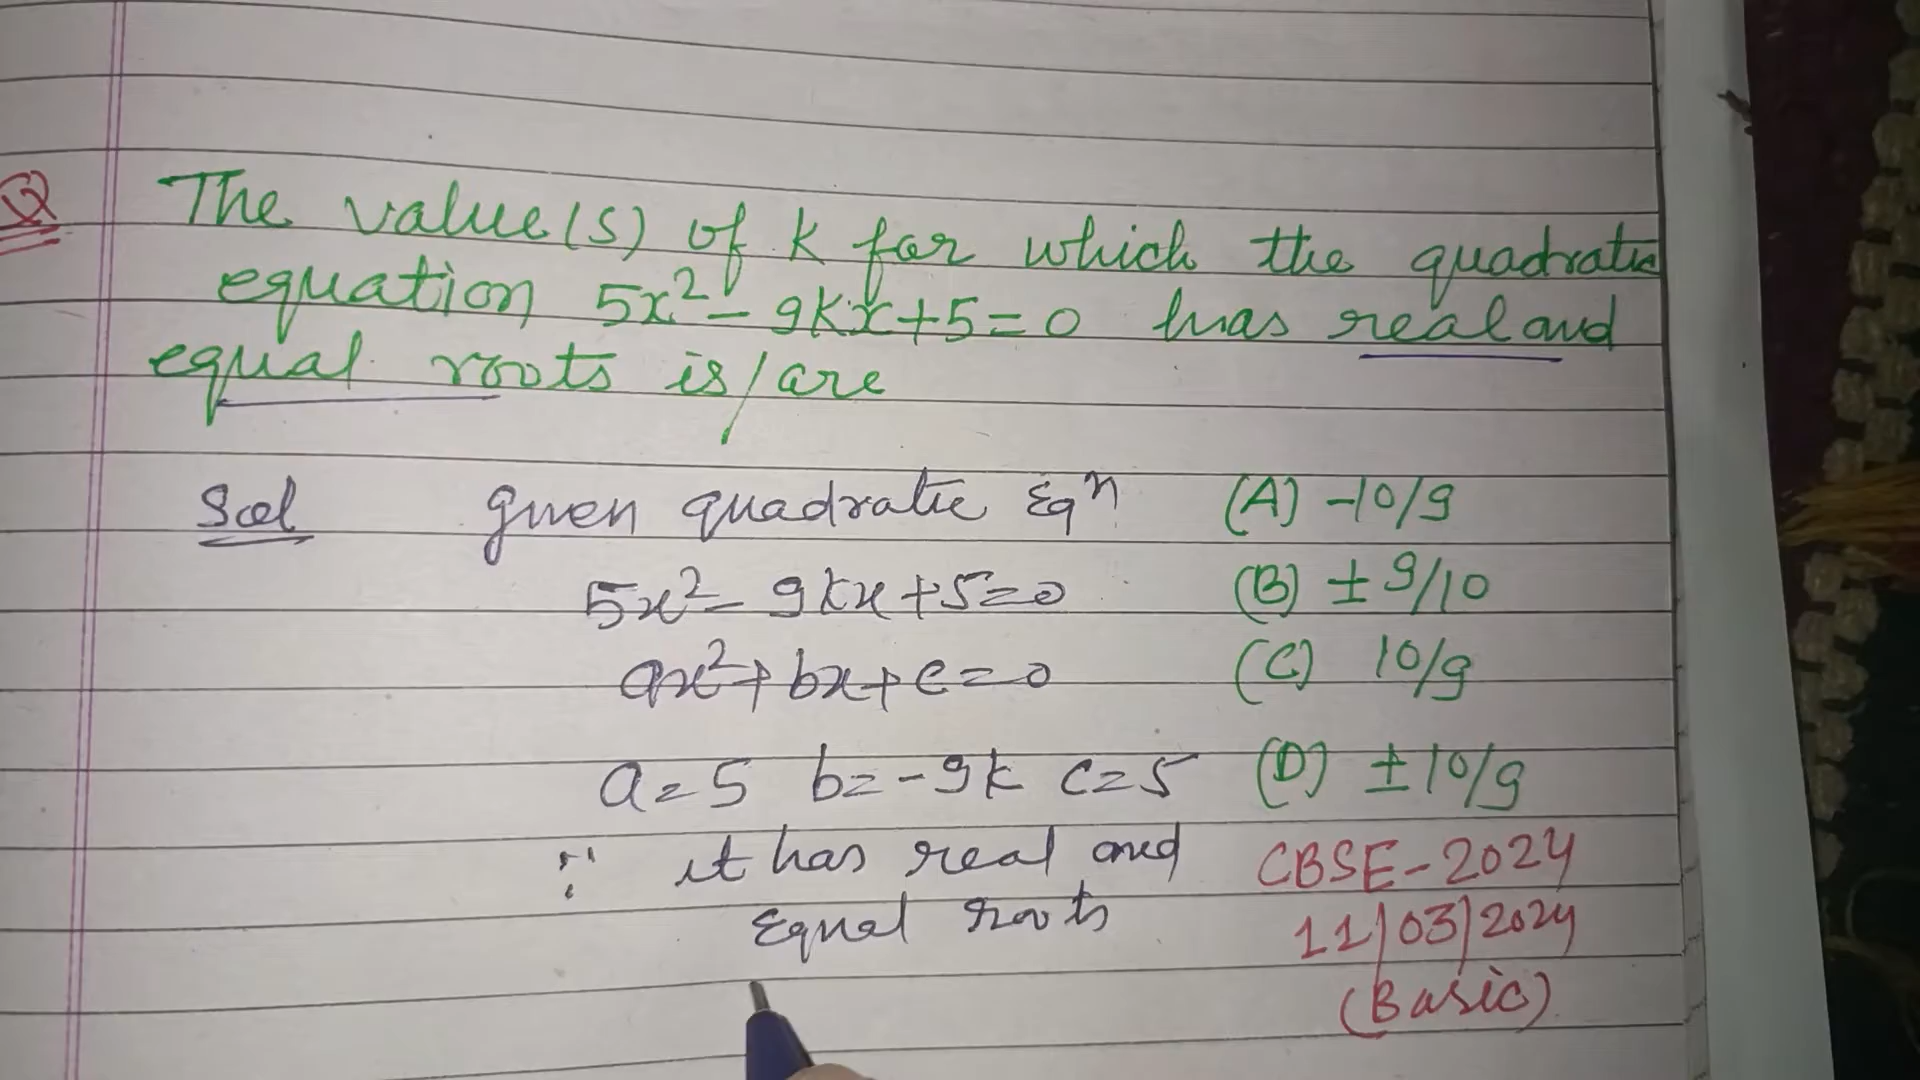 Q The value(s) of k for which the quadratic
equation 5x² - 9kx + 5 = 0 has real and
equal roots is/are
Sol given quadratic Eqⁿ (A) -10/9
5x² - 9kx + 5 = 0 (B) ± 9/10
ax² + bx + c = 0 (C) 10/9
a = 5 b = -9k c = 5 (D) ± 10/9
∵ it has real and CBSE-2024
Equal roots 11/03/2024
(Basic)